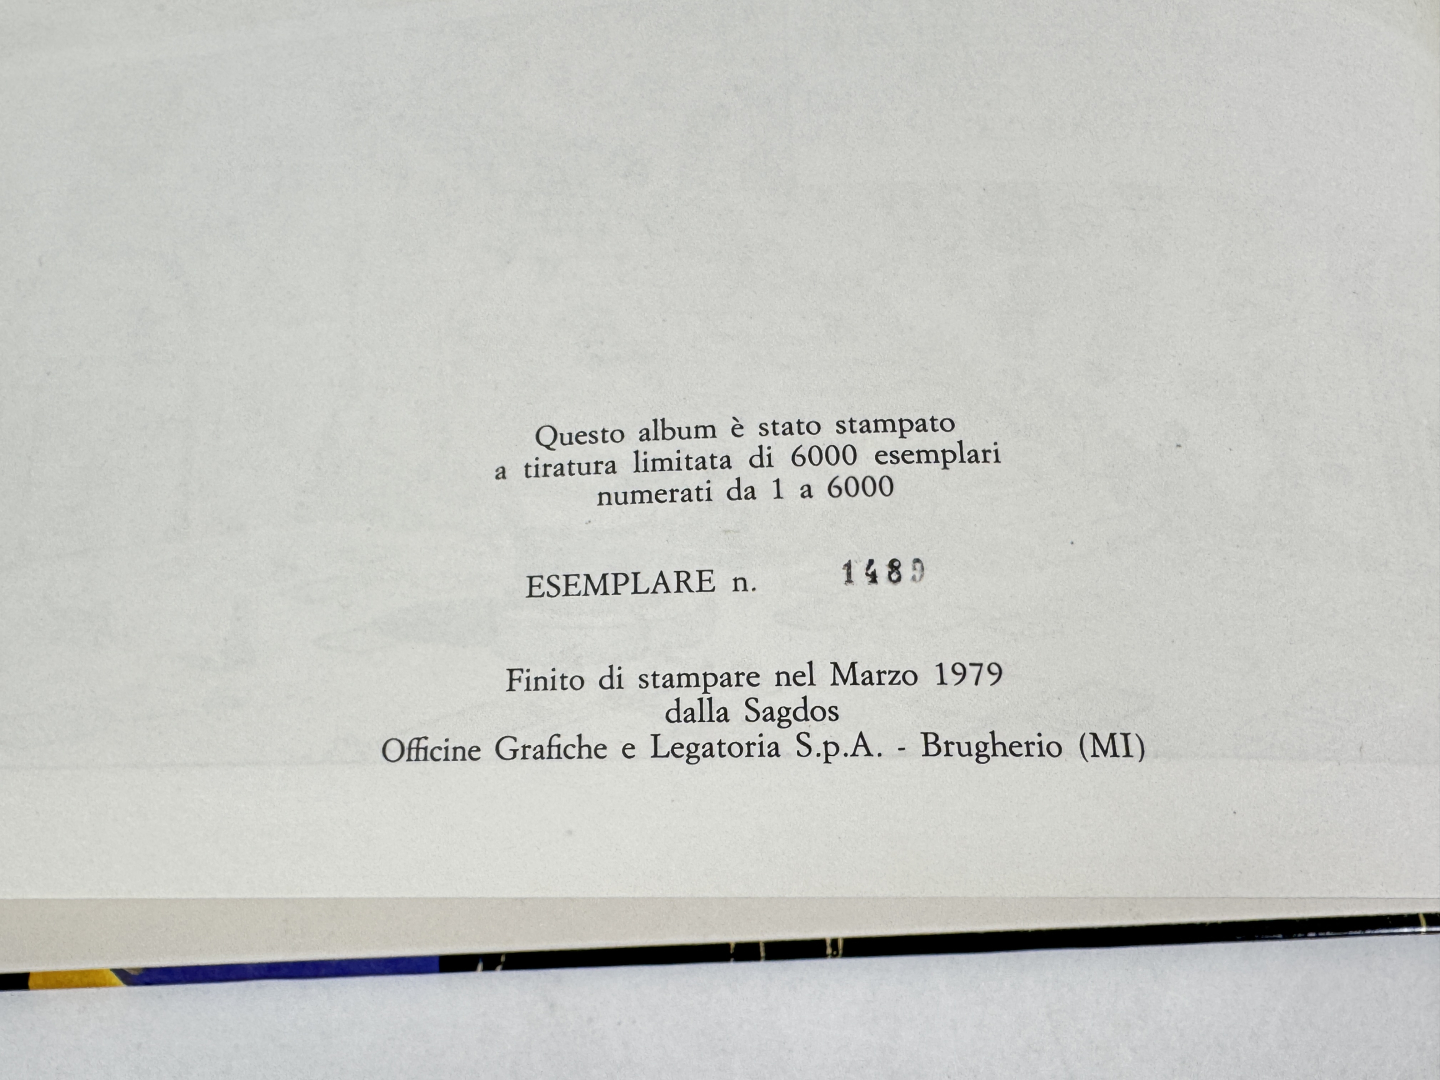 Questo album è stato stampato
a tiratura limitata di 6000 esemplari
numerati da 1 a 6000
ESEMPLARE n. 1489
Finito di stampare nel Marzo 1979
dalla Sagdos
Officine Grafiche e Legatoria S.p.A. - Brugherio (MI)